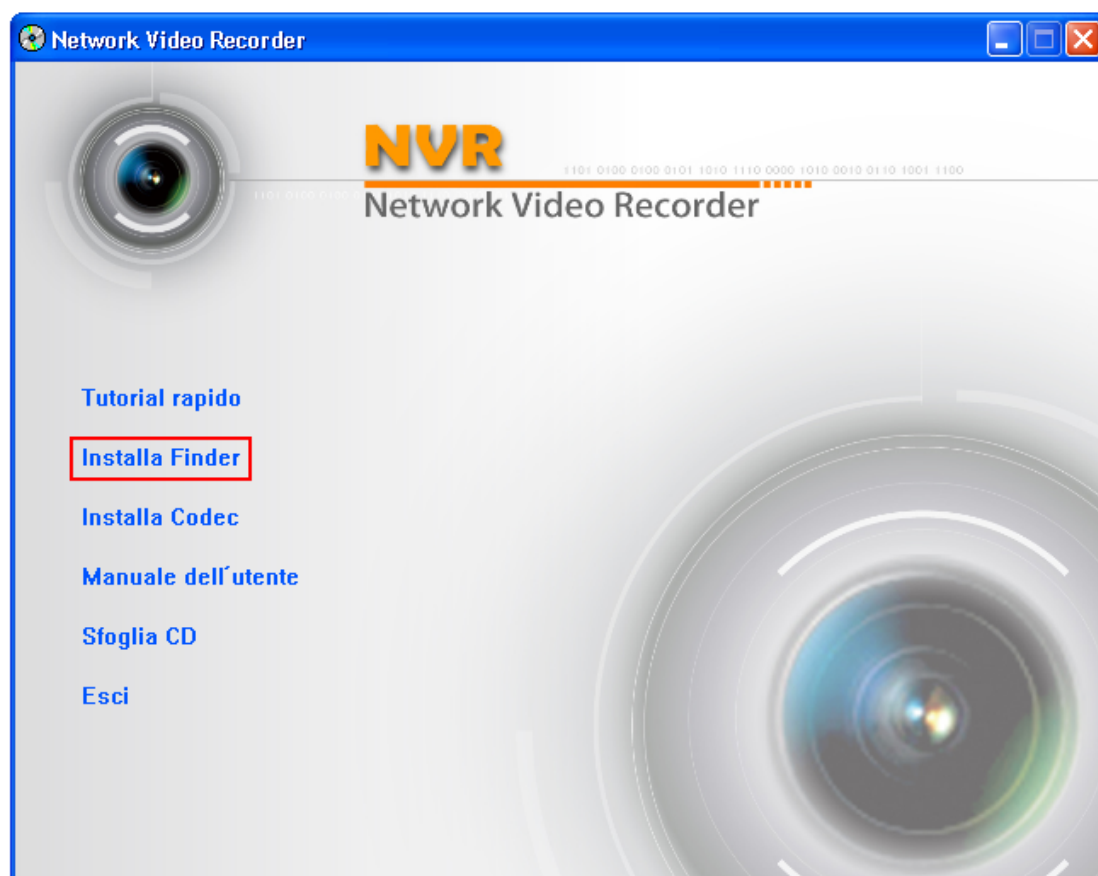 Network Video Recorder
NVR
1101 0100 0100 0101 1010 1110 0000 1010 0010 0110 1001 1100
Network Video Recorder
Tutorial rapido
Installa Finder
Installa Codec
Manuale dell´utente
Sfoglia CD
Esci